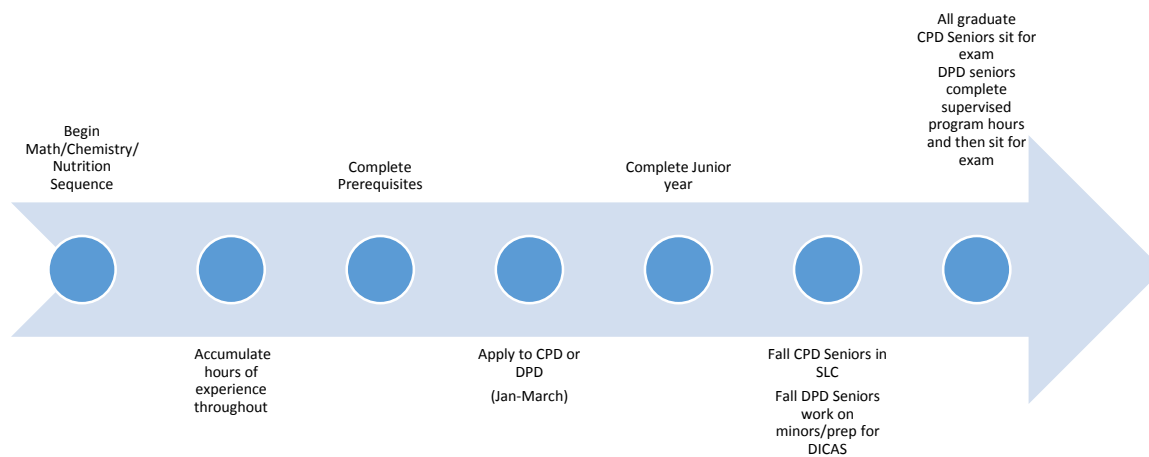 Begin
Math/Chemistry/
Nutrition
Sequence
Accumulate
hours of
experience
throughout
Complete
Prerequisites
Apply to CPD or
DPD
(Jan-March)
Complete Junior
year
Fall CPD Seniors in
SLC
Fall DPD Seniors
work on
minors/prep for
DICAS
All graduate
CPD Seniors sit for
exam
DPD seniors
complete
supervised
program hours
and then sit for
exam